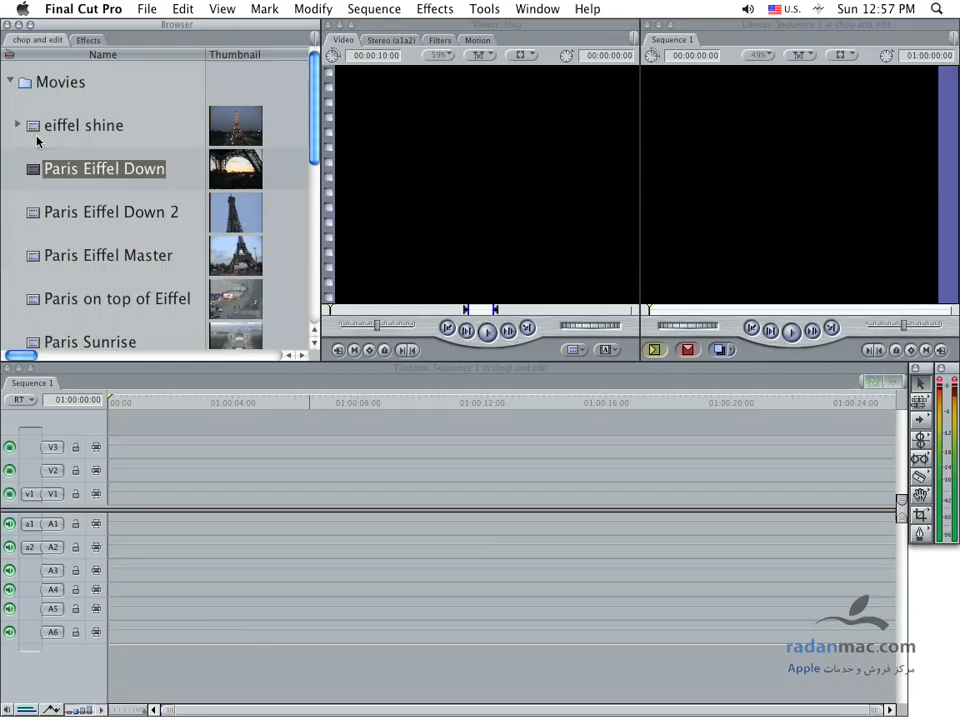 Final Cut Pro File Edit View Mark Modify Sequence Effects Tools Window Help U.S. Sun 12:57 PM
Browser
Viewer: Slug
Canvas: Sequence 1 in chop and edit
chop and edit Effects
Video Stereo (a1a2) Filters Motion
Sequence 1
Name Thumbnail
00:00:10:00 59% 00:00:00:00
00:00:00:00 49% 01:00:00:00
Movies
eiffel shine
Paris Eiffel Down
Paris Eiffel Down 2
Paris Eiffel Master
Paris on top of Eiffel
Paris Sunrise
Timeline: Sequence 1 in chop and edit
Sequence 1
RT 01:00:00:00 00:00 01:00:04:00 01:00:08:00 01:00:12:00 01:00:16:00 01:00:20:00 01:00:24:00
V3
V2
v1 V1
a1 A1
a2 A2
A3
A4
A5
A6
radanmac.com
مرکز فروش و خدمات Apple